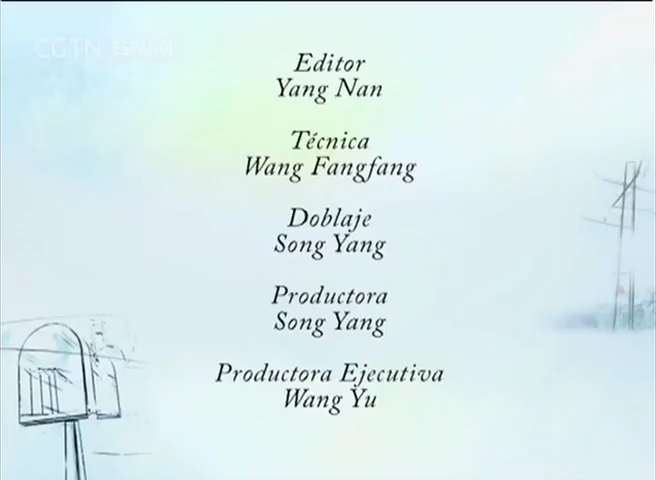 CGTN ESPAÑOL
Editor
Yang Nan
Técnica
Wang Fangfang
Doblaje
Song Yang
Productora
Song Yang
Productora Ejecutiva
Wang Yu